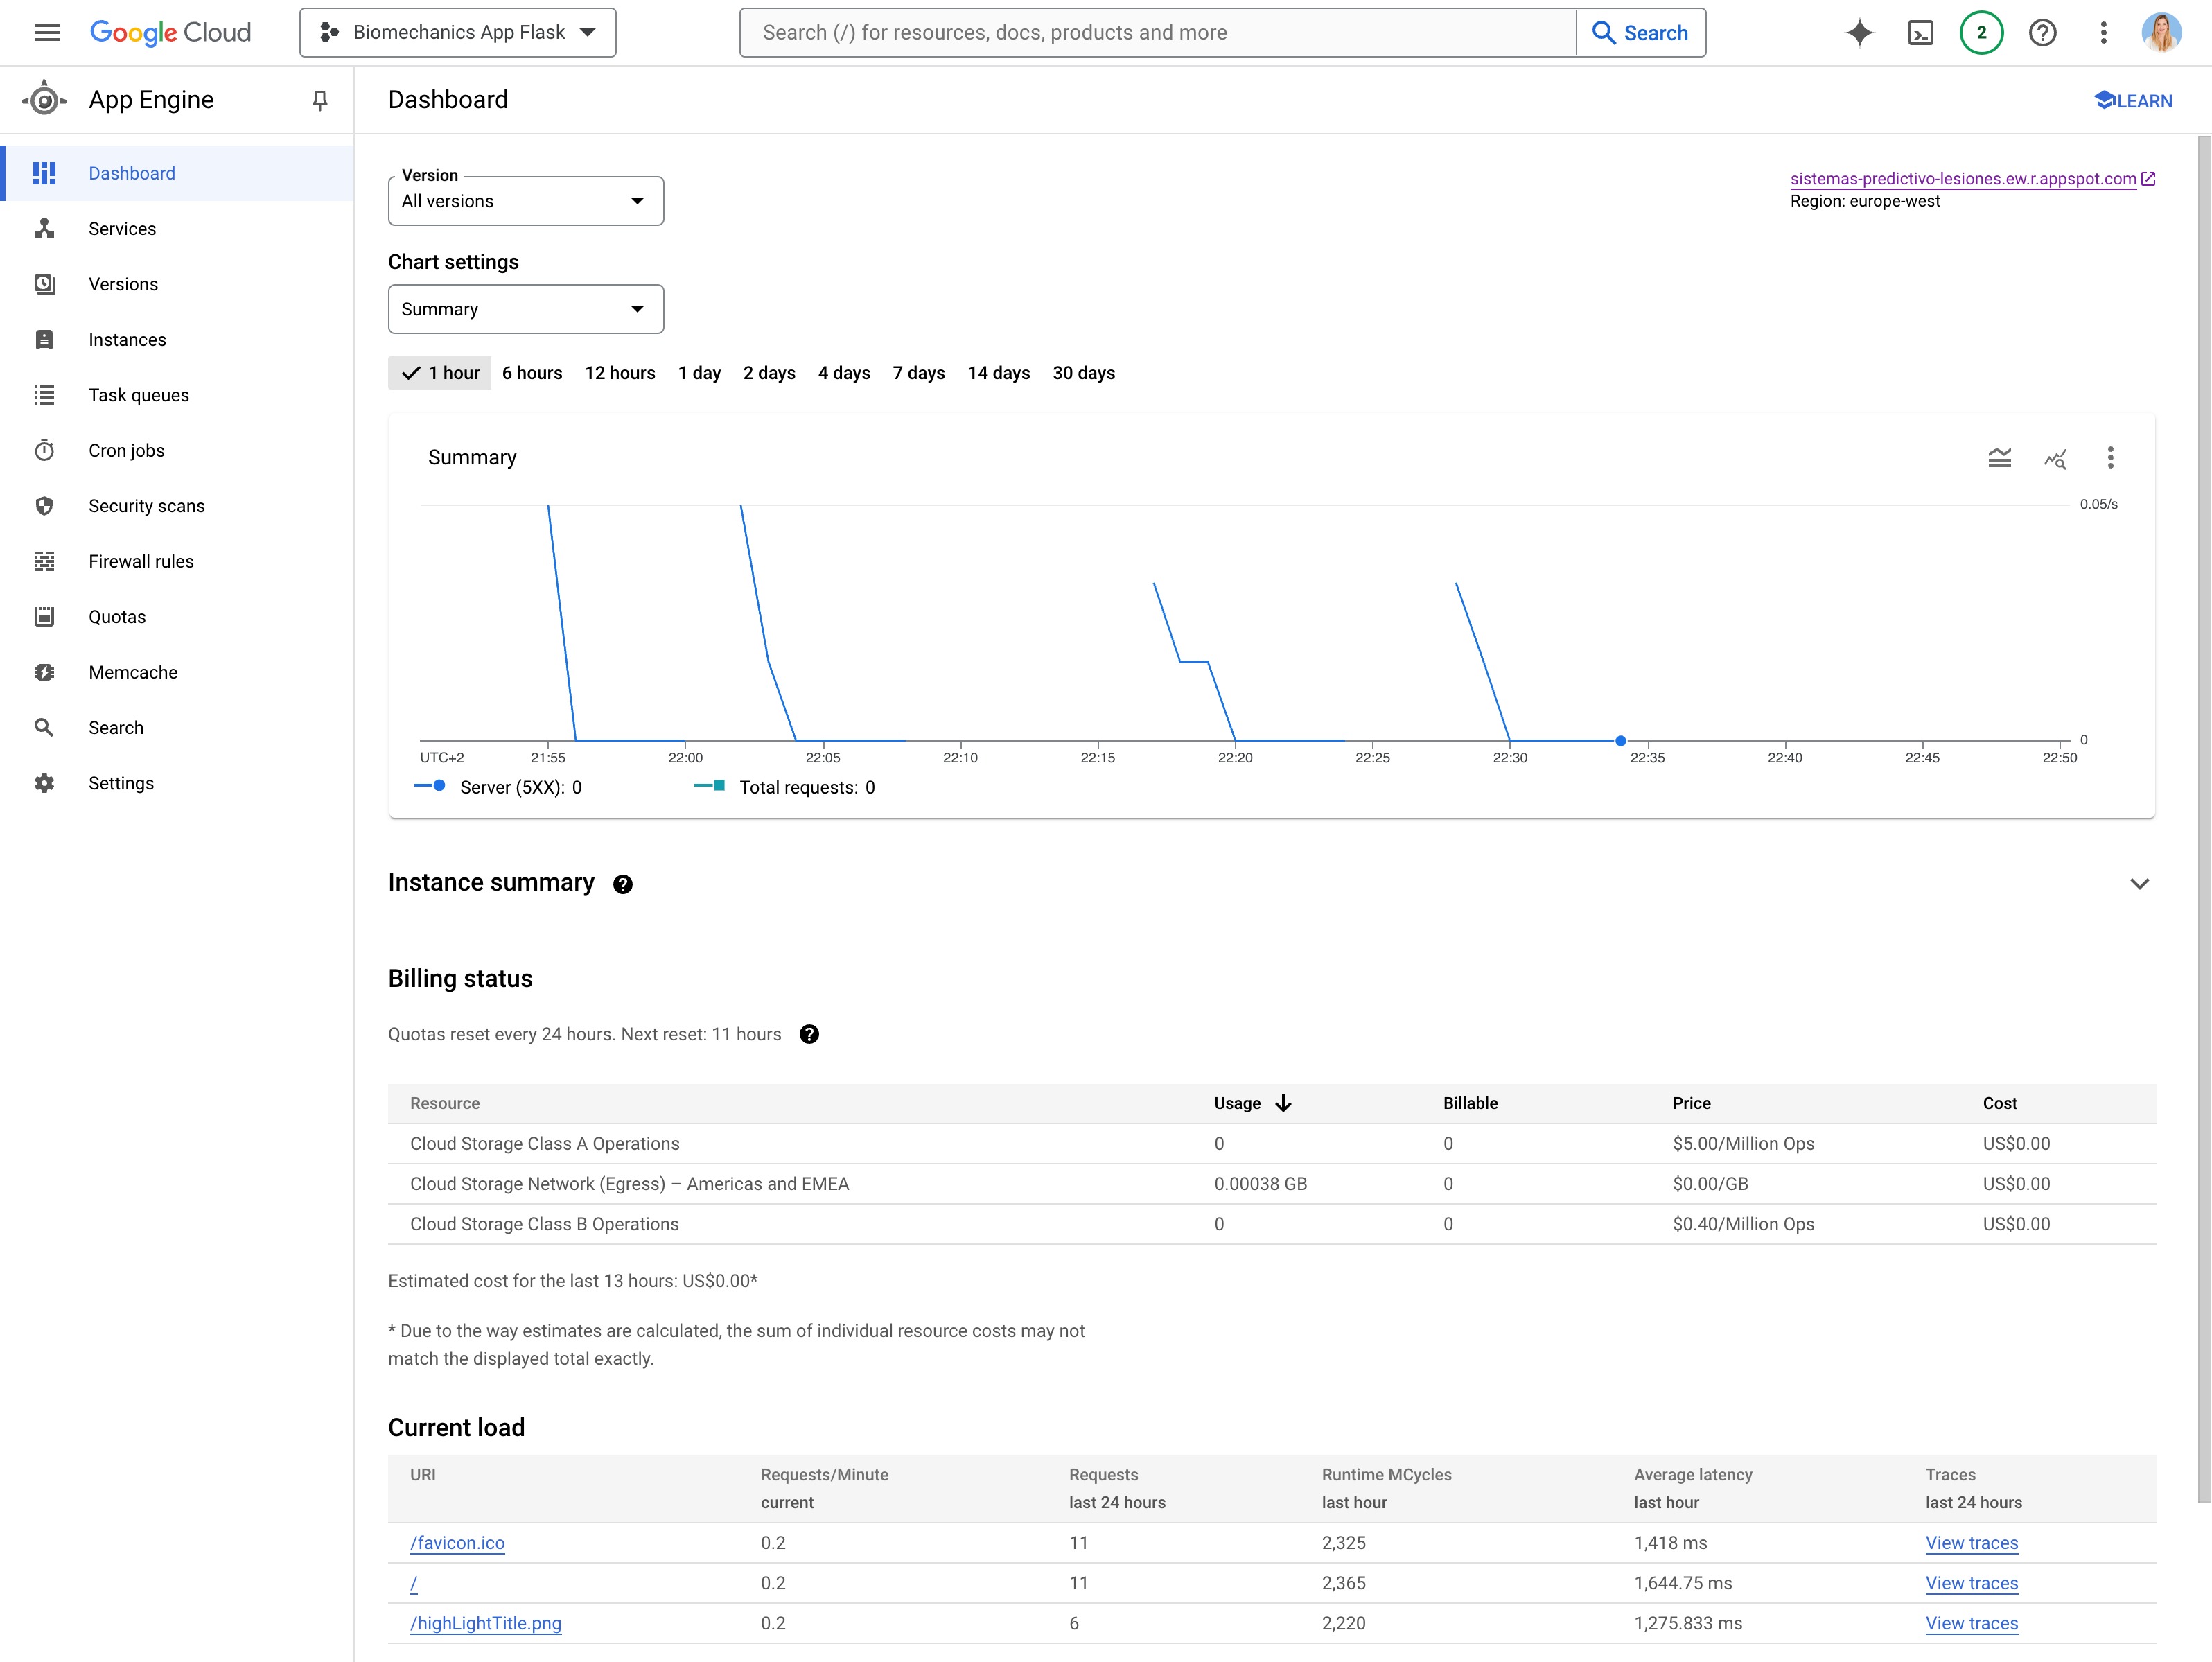 Google Cloud
Biomechanics App Flask
Search (/) for resources, docs, products and more
Search
2
App Engine
Dashboard
LEARN
Dashboard
Services
Versions
Instances
Task queues
Cron jobs
Security scans
Firewall rules
Quotas
Memcache
Search
Settings
Version
All versions
sistemas-predictivo-lesiones.ew.r.appspot.com
Region: europe-west
Chart settings
Summary
1 hour 6 hours 12 hours 1 day 2 days 4 days 7 days 14 days 30 days
Summary
0.05/s
0
UTC+2 21:55 22:00 22:05 22:10 22:15 22:20 22:25 22:30 22:35 22:40 22:45 22:50
Server (5XX): 0 Total requests: 0
Instance summary
Billing status
Quotas reset every 24 hours. Next reset: 11 hours
Resource Usage Billable Price Cost
Cloud Storage Class A Operations 0 0 $5.00/Million Ops US$0.00
Cloud Storage Network (Egress) – Americas and EMEA 0.00038 GB 0 $0.00/GB US$0.00
Cloud Storage Class B Operations 0 0 $0.40/Million Ops US$0.00
Estimated cost for the last 13 hours: US$0.00*
* Due to the way estimates are calculated, the sum of individual resource costs may not
match the displayed total exactly.
Current load
URI Requests/Minute Requests Runtime MCycles Average latency Traces
current last 24 hours last hour last hour last 24 hours
/favicon.ico 0.2 11 2,325 1,418 ms View traces
/ 0.2 11 2,365 1,644.75 ms View traces
/highLightTitle.png 0.2 6 2,220 1,275.833 ms View traces